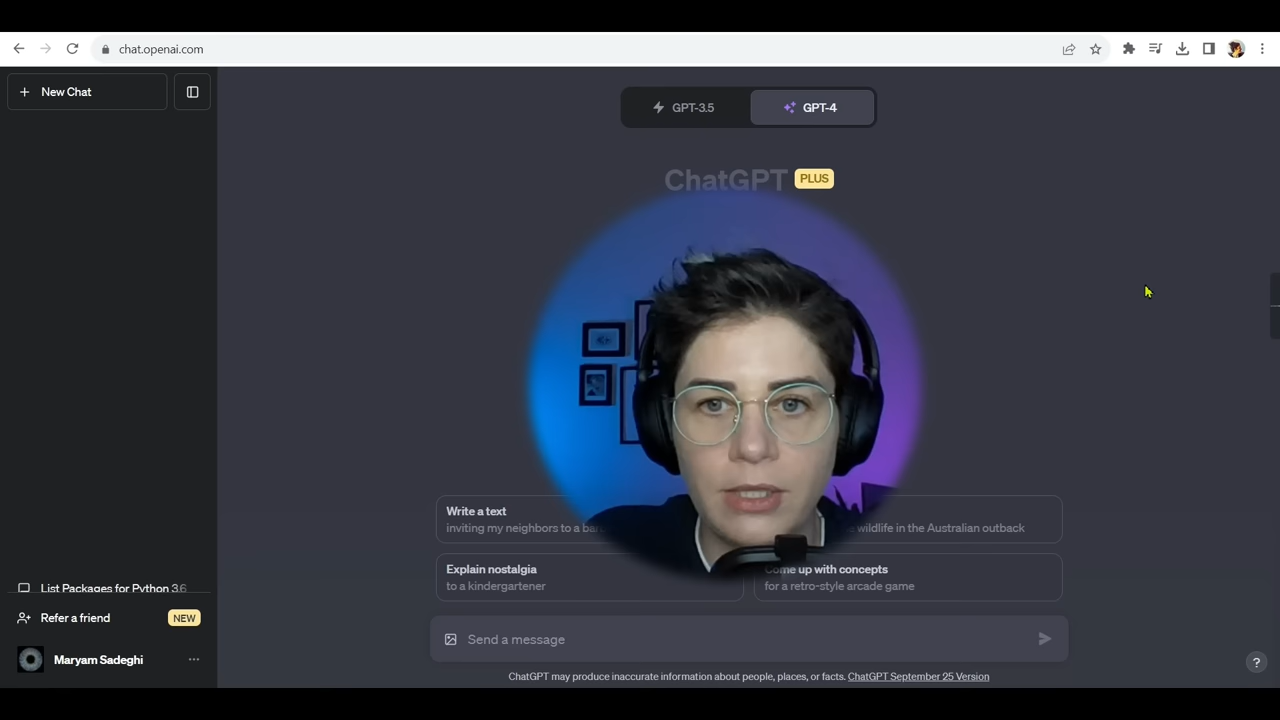 chat.openai.com
New Chat
GPT-3.5
GPT-4
ChatGPT PLUS
Write a text
inviting my neighbors to a
wildlife in the Australian outback
Explain nostalgia
to a kindergartener
Come up with concepts
for a retro-style arcade game
List Packages for Python 3.6
Refer a friend
NEW
Maryam Sadeghi
Send a message
?
ChatGPT may produce inaccurate information about people, places, or facts. ChatGPT September 25 Version